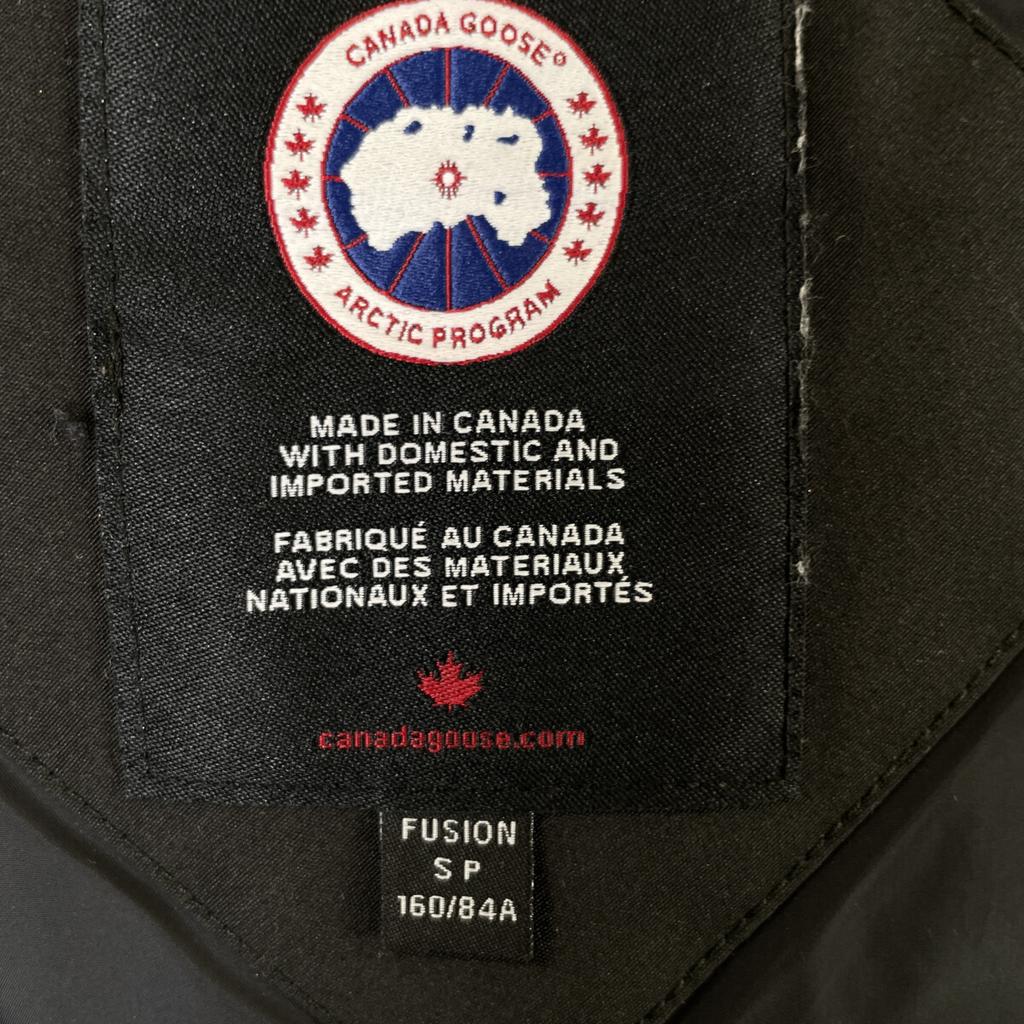 CANADA GOOSE®
ARCTIC PROGRAM
MADE IN CANADA
WITH DOMESTIC AND
IMPORTED MATERIALS
FABRIQUÉ AU CANADA
AVEC DES MATERIAUX
NATIONAUX ET IMPORTÉS
canadagoose.com
FUSION
S P
160/84A